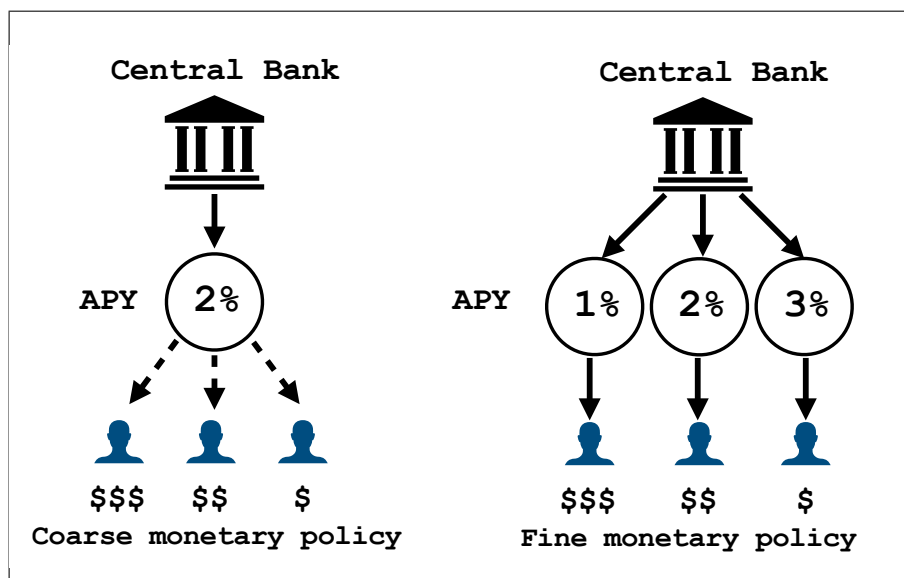 Central Bank
APY
2%
$$$ $$ $
Coarse monetary policy
Central Bank
APY
1% 2% 3%
$$$ $$ $
Fine monetary policy